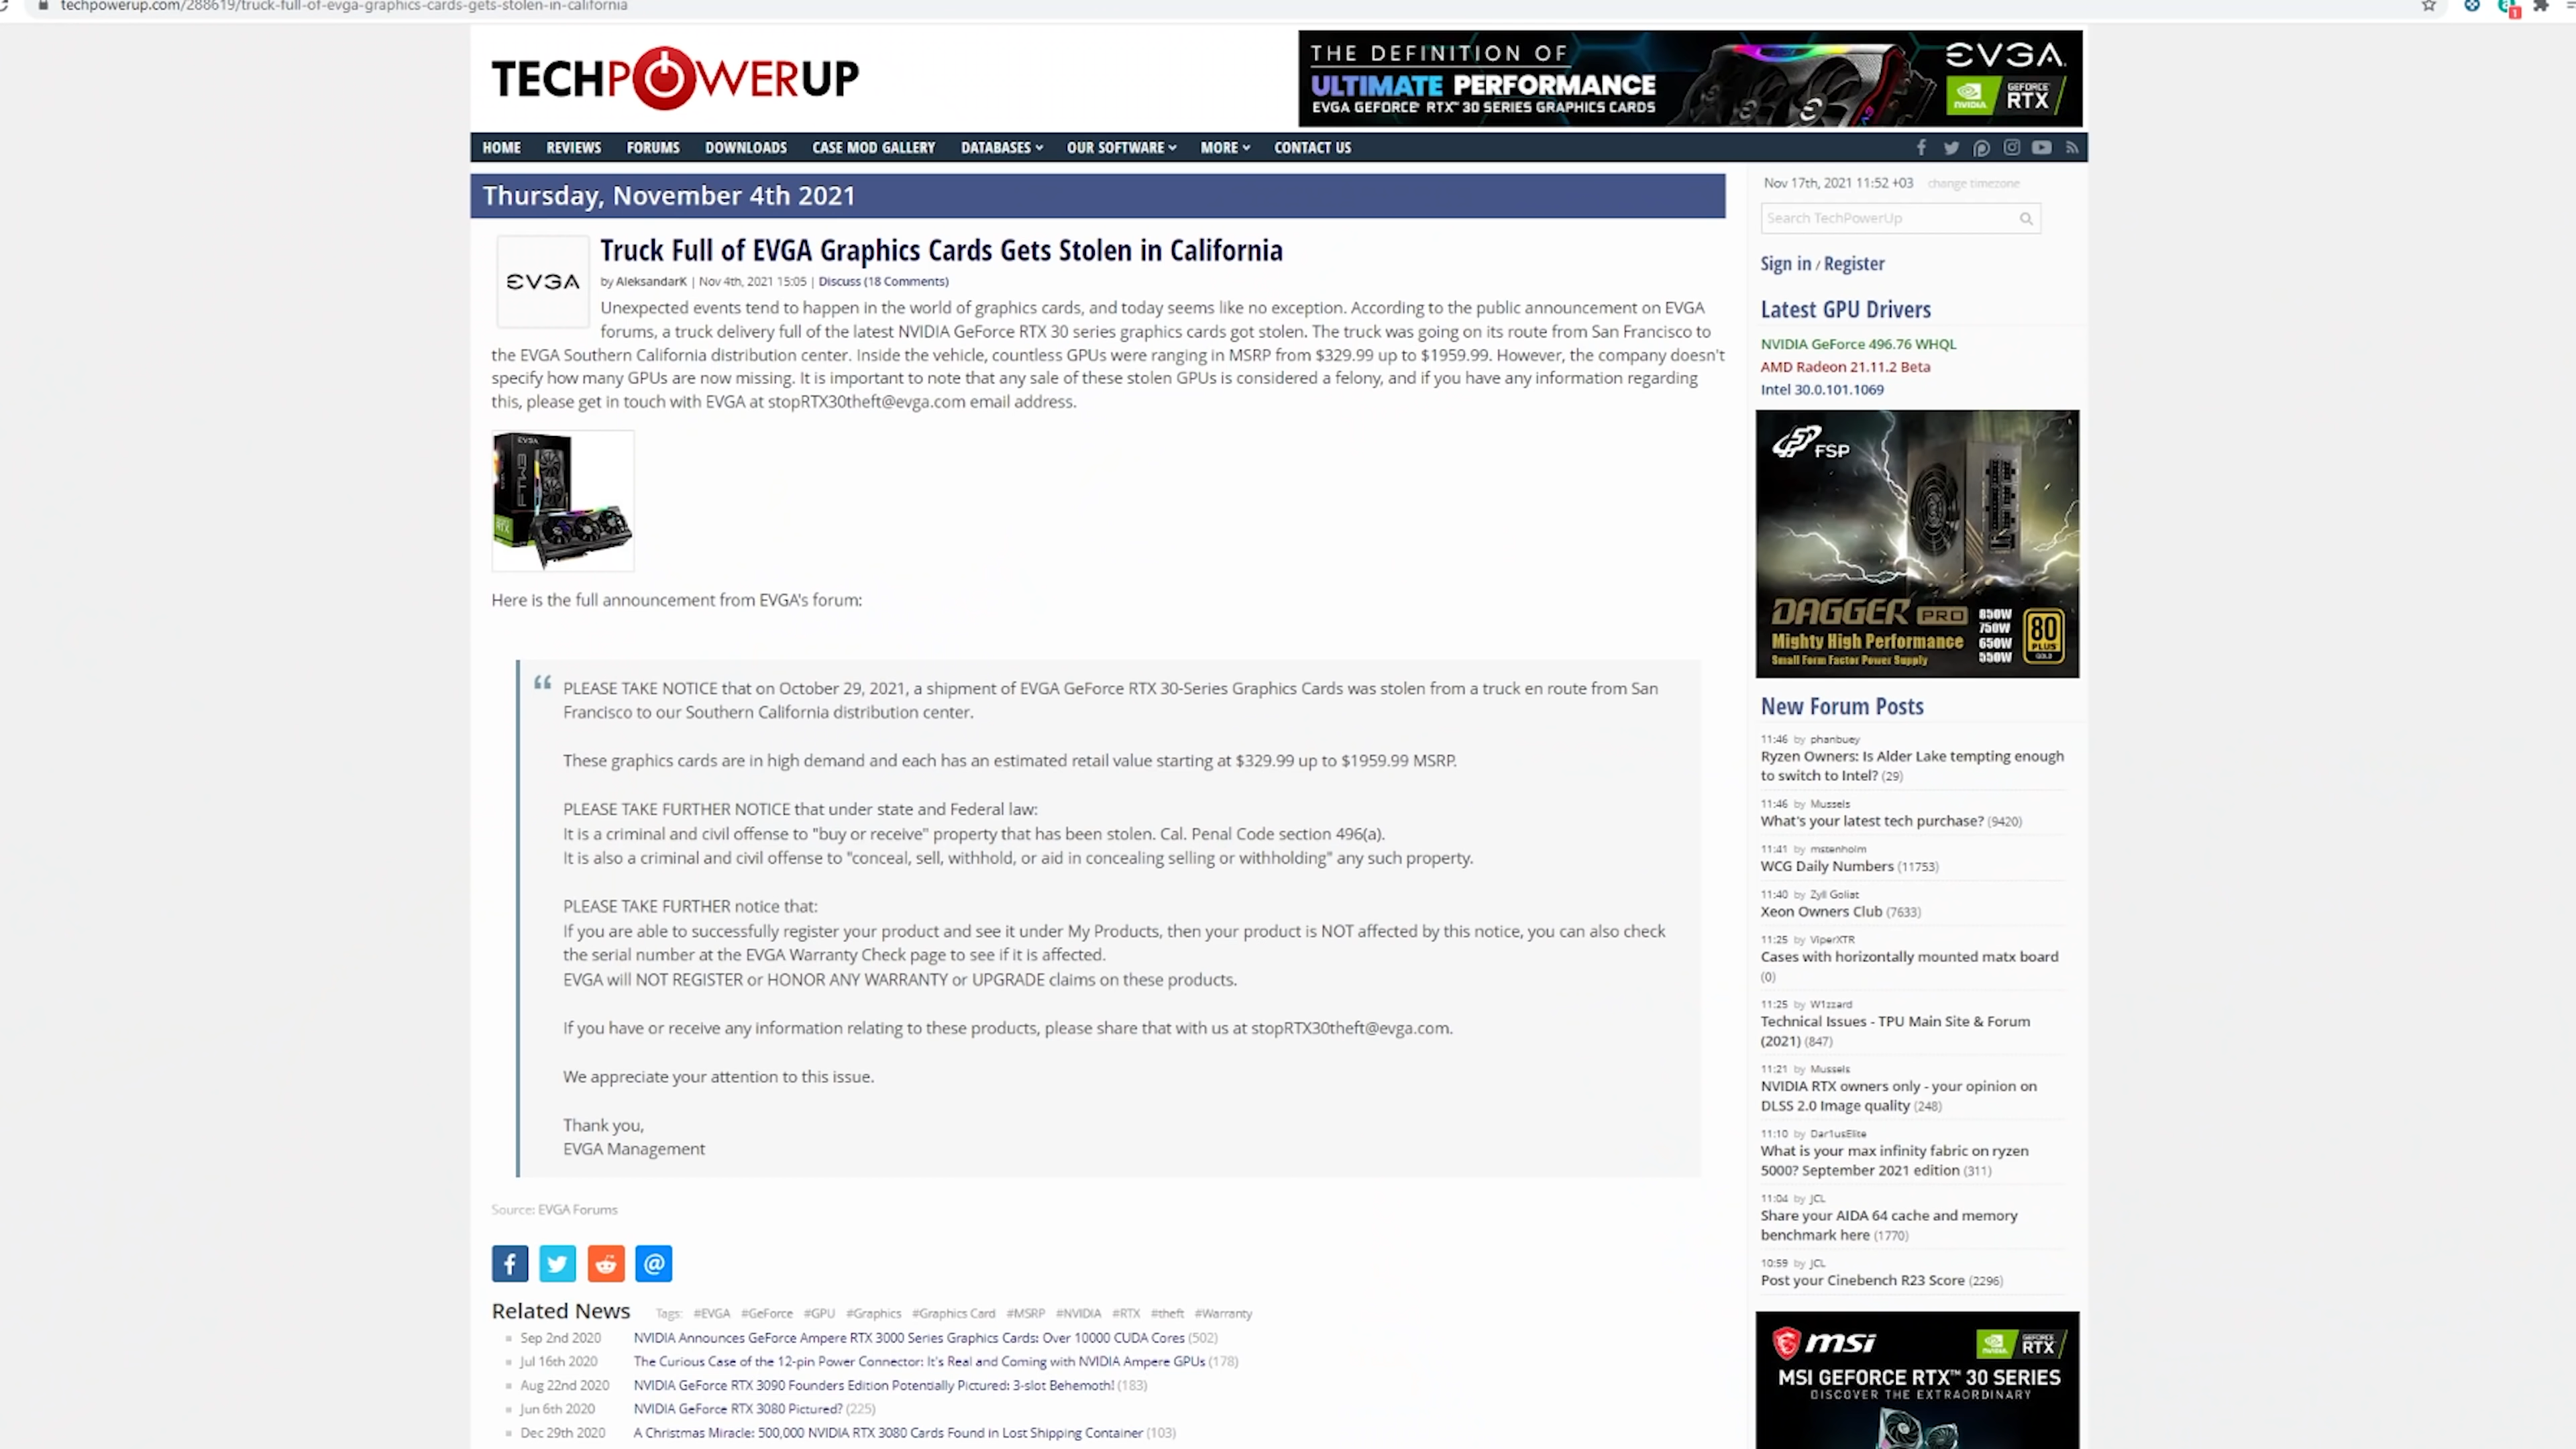 techpowerup.com/288619/truck-full-of-evga-graphics-cards-gets-stolen-in-california
TECHPOWERUP
THE DEFINITION OF
ULTIMATE PERFORMANCE
EVGA GEFORCE® RTX™ 30 SERIES GRAPHICS CARDS
EVGA
NVIDIA
GEFORCE
RTX
HOME REVIEWS FORUMS DOWNLOADS CASE MOD GALLERY DATABASES OUR SOFTWARE MORE CONTACT US
Thursday, November 4th 2021
EVGA
Truck Full of EVGA Graphics Cards Gets Stolen in California
by AleksandarK | Nov 4th, 2021 15:05 | Discuss (18 Comments)
Unexpected events tend to happen in the world of graphics cards, and today seems like no exception. According to the public announcement on EVGA
forums, a truck delivery full of the latest NVIDIA GeForce RTX 30 series graphics cards got stolen. The truck was going on its route from San Francisco to
the EVGA Southern California distribution center. Inside the vehicle, countless GPUs were ranging in MSRP from $329.99 up to $1959.99. However, the company doesn't
specify how many GPUs are now missing. It is important to note that any sale of these stolen GPUs is considered a felony, and if you have any information regarding
this, please get in touch with EVGA at stopRTX30theft@evga.com email address.
EVGA
FTW3
RTX
Here is the full announcement from EVGA's forum:
“ PLEASE TAKE NOTICE that on October 29, 2021, a shipment of EVGA GeForce RTX 30-Series Graphics Cards was stolen from a truck en route from San
Francisco to our Southern California distribution center.
These graphics cards are in high demand and each has an estimated retail value starting at $329.99 up to $1959.99 MSRP.
PLEASE TAKE FURTHER NOTICE that under state and Federal law:
It is a criminal and civil offense to "buy or receive" property that has been stolen. Cal. Penal Code section 496(a).
It is also a criminal and civil offense to "conceal, sell, withhold, or aid in concealing selling or withholding" any such property.
PLEASE TAKE FURTHER notice that:
If you are able to successfully register your product and see it under My Products, then your product is NOT affected by this notice, you can also check
the serial number at the EVGA Warranty Check page to see if it is affected.
EVGA will NOT REGISTER or HONOR ANY WARRANTY or UPGRADE claims on these products.
If you have or receive any information relating to these products, please share that with us at stopRTX30theft@evga.com.
We appreciate your attention to this issue.
Thank you,
EVGA Management
Source: EVGA Forums
Related News Tags: #EVGA #GeForce #GPU #Graphics #Graphics Card #MSRP #NVIDIA #RTX #theft #Warranty
Sep 2nd 2020 NVIDIA Announces GeForce Ampere RTX 3000 Series Graphics Cards: Over 10000 CUDA Cores (502)
Jul 16th 2020 The Curious Case of the 12-pin Power Connector: It's Real and Coming with NVIDIA Ampere GPUs (178)
Aug 22nd 2020 NVIDIA GeForce RTX 3090 Founders Edition Potentially Pictured: 3-slot Behemoth! (183)
Jun 6th 2020 NVIDIA GeForce RTX 3080 Pictured? (225)
Dec 29th 2020 A Christmas Miracle: 500,000 NVIDIA RTX 3080 Cards Found in Lost Shipping Container (103)
Nov 17th, 2021 11:52 +03 change timezone
Search TechPowerUp
Sign in / Register
Latest GPU Drivers
NVIDIA GeForce 496.76 WHQL
AMD Radeon 21.11.2 Beta
Intel 30.0.101.1069
FSP
DAGGER PRO
Mighty High Performance
Small Form Factor Power Supply
850W
750W
650W
550W
80
PLUS
GOLD
New Forum Posts
11:46 by phanbuey
Ryzen Owners: Is Alder Lake tempting enough
to switch to Intel? (29)
11:46 by Mussels
What's your latest tech purchase? (9420)
11:41 by mstenholm
WCG Daily Numbers (11753)
11:40 by Zyll Goliat
Xeon Owners Club (7633)
11:25 by ViperXTR
Cases with horizontally mounted matx board
(0)
11:25 by W1zzard
Technical Issues - TPU Main Site & Forum
(2021) (847)
11:21 by Mussels
NVIDIA RTX owners only - your opinion on
DLSS 2.0 Image quality (248)
11:10 by Dar1usElite
What is your max infinity fabric on ryzen
5000? September 2021 edition (311)
11:04 by JCL
Share your AIDA 64 cache and memory
benchmark here (1770)
10:59 by JCL
Post your Cinebench R23 Score (2296)
msi
NVIDIA
GEFORCE
RTX
MSI GEFORCE RTX™ 30 SERIES
DISCOVER THE EXTRAORDINARY